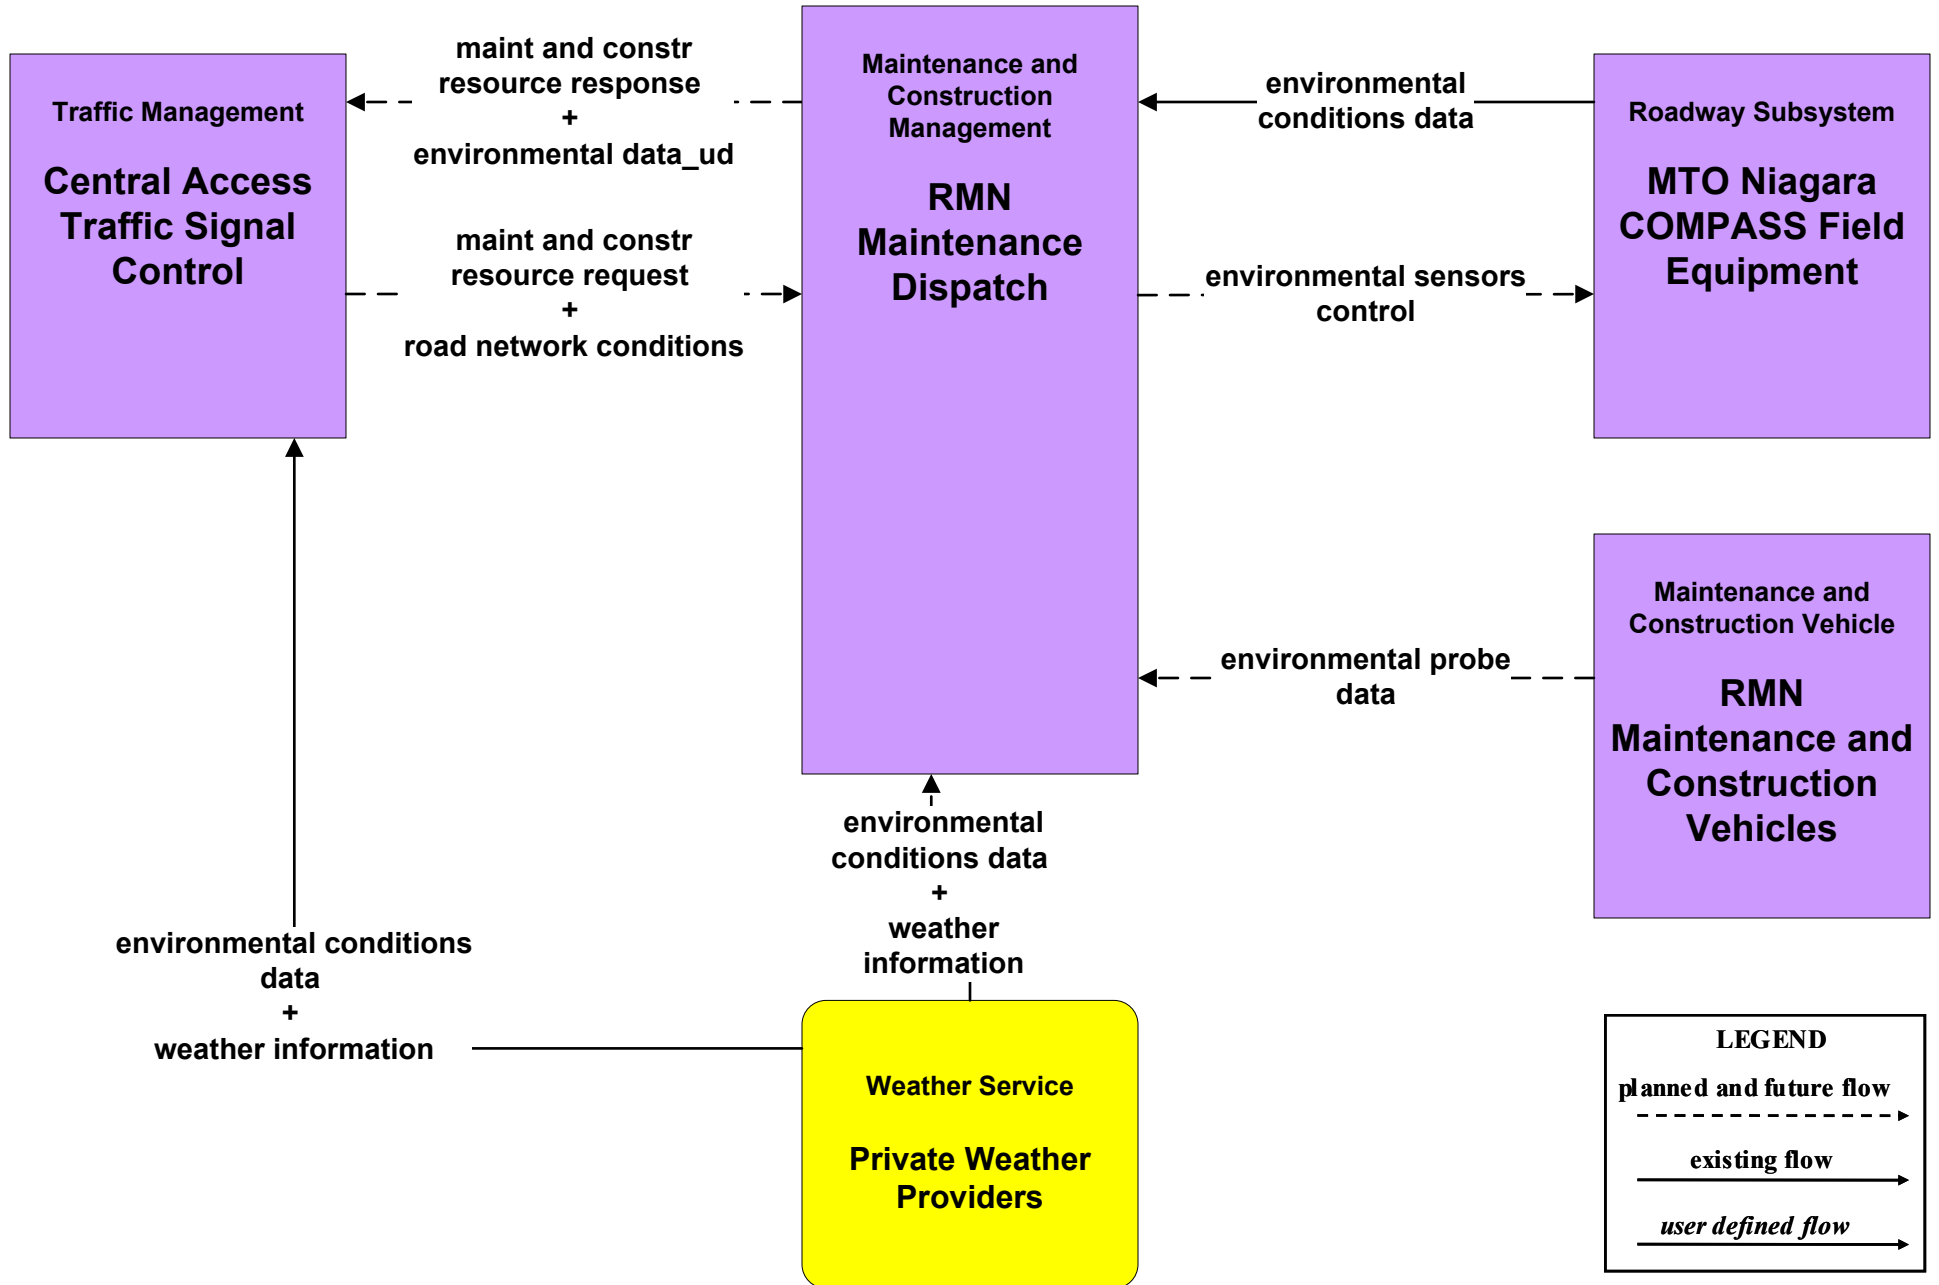 Traffic Management
Central Access
Traffic Signal
Control
maint and constr
resource response
+
environmental data_ud
maint and constr
resource request
+
road network conditions
Maintenance and
Construction
Management
RMN
Maintenance
Dispatch
environmental
conditions data
environmental sensors
control
Roadway Subsystem
MTO Niagara
COMPASS Field
Equipment
environmental probe
data
Maintenance and
Construction Vehicle
RMN
Maintenance and
Construction
Vehicles
environmental conditions
data
+
weather information
environmental
conditions data
+
weather
information
Weather Service
Private Weather
Providers
LEGEND
planned and future flow
existing flow
user defined flow